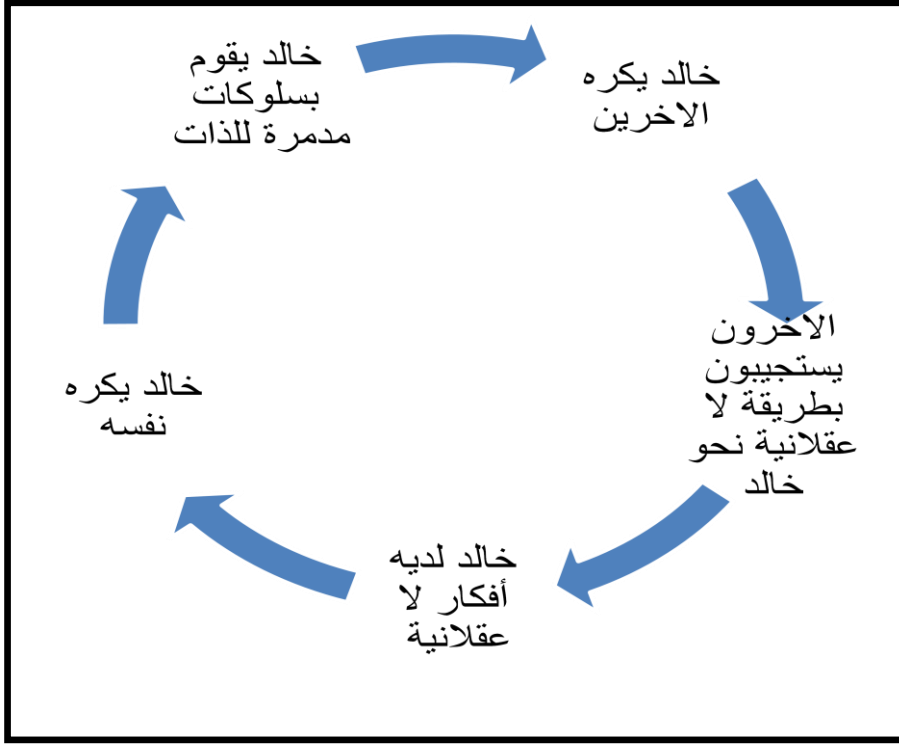 خالد يقوم
بسلوكات
مدمرة للذات
خالد يكره
الاخرين
الاخرون
يستجيبون
بطريقة لا
عقلانية نحو
خالد
خالد لديه
أفكار لا
عقلانية
خالد يكره
نفسه